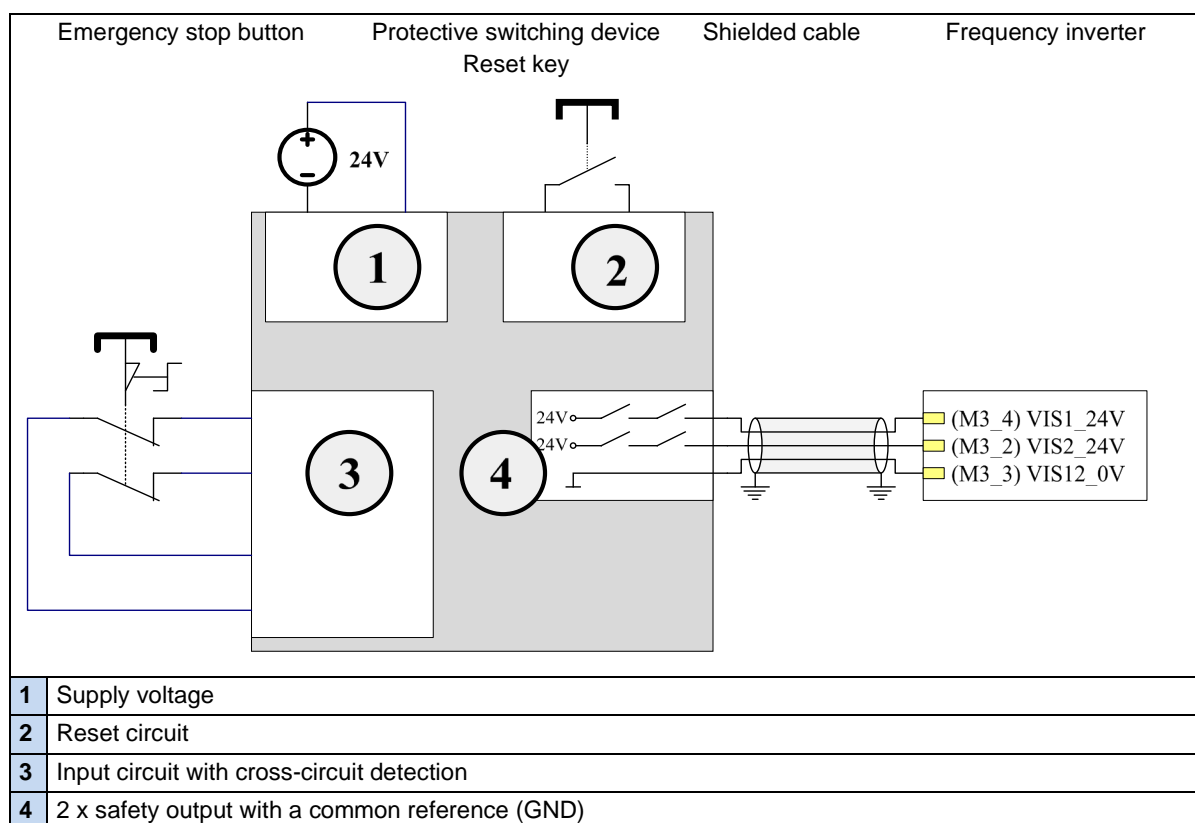 Emergency stop button Protective switching device Shielded cable Frequency inverter
Reset key
24V
1
2
3
4
24V
24V
(M3_4) VIS1_24V
(M3_2) VIS2_24V
(M3_3) VIS12_0V
1 Supply voltage
2 Reset circuit
3 Input circuit with cross-circuit detection
4 2 x safety output with a common reference (GND)